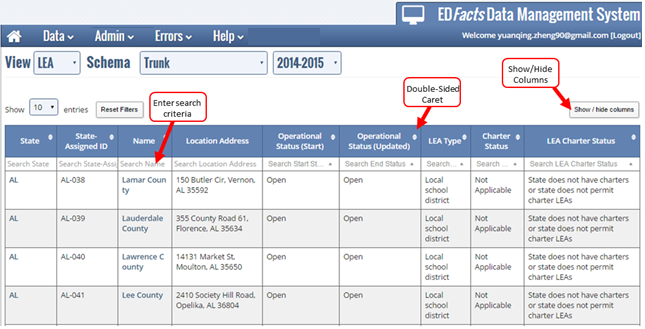 EDFacts Data Management System
Data Admin Errors Help Welcome yuanqing.zheng90@gmail.com [Logout]
View LEA Schema Trunk 2014-2015
Show/Hide
Columns
Double-Sided
Caret
Enter search
criteria
Show 10 entries Reset Filters Show / hide columns
State State-Assigned ID Name Location Address Operational Status (Start) Operational Status (Updated) LEA Type Charter Status LEA Charter Status
Search State Search State-Assi Search Name Search Location Address Search Start St... Search End Status Search... Search ... Search LEA Charter Status
AL AL-038 Lamar Coun 150 Butler Cir, Vernon, Open Open Local Not State does not have charters
ty AL 35592 school Applicable or state does not permit
district charter LEAs
AL AL-039 Lauderdale 355 County Road 61, Open Open Local Not State does not have charters
County Florence, AL 35634 school Applicable or state does not permit
district charter LEAs
AL AL-040 Lawrence C 14131 Market St, Open Open Local Not State does not have charters
ounty Moulton, AL 35650 school Applicable or state does not permit
district charter LEAs
AL AL-041 Lee County 2410 Society Hill Road, Open Open Local Not State does not have charters
Opelika, AL 36804 school Applicable or state does not permit
district charter LEAs